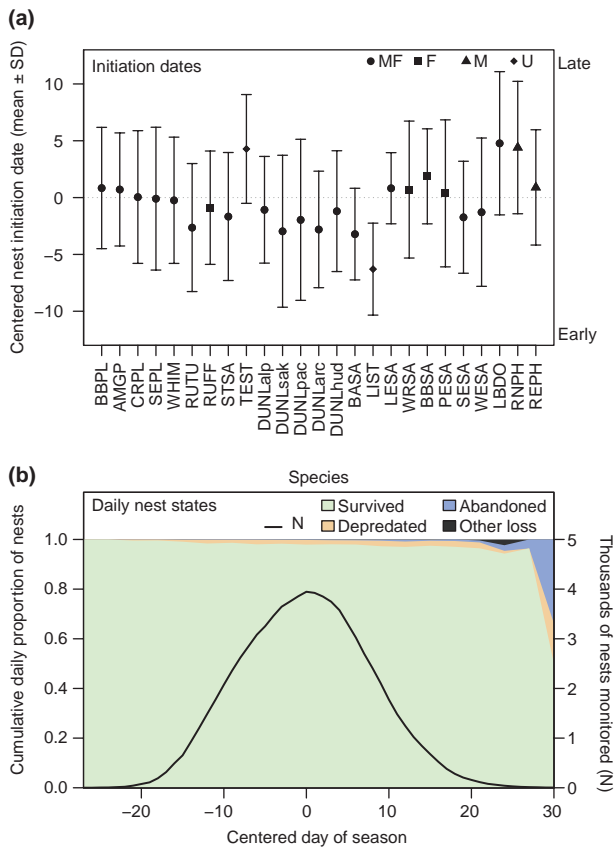 (a)
Initiation dates
MF F M U
Late
Early
Centered nest initiation date (mean ± SD)
10
5
0
−5
−10
BBPL
AMGP
CRPL
SEPL
WHIM
RUTU
RUFF
STSA
TEST
DUNLalp
DUNLsak
DUNLpac
DUNLarc
DUNLhud
BASA
LIST
LESA
WRSA
BBSA
PESA
SESA
WESA
LBDO
RNPH
REPH
Species
(b)
Daily nest states
N
Survived
Depredated
Abandoned
Other loss
Cumulative daily proportion of nests
1.0
0.8
0.6
0.4
0.2
0.0
5
4
3
2
1
0
Thousands of nests monitored (N)
−20 −10 0 10 20 30
Centered day of season